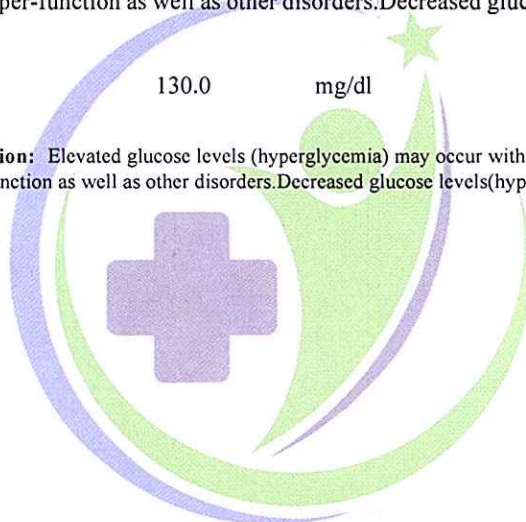 per-function as well as other disorders.Decreased gluc
130.0 mg/dl
ion: Elevated glucose levels (hyperglycemia) may occur with
nction as well as other disorders.Decreased glucose levels(hyp